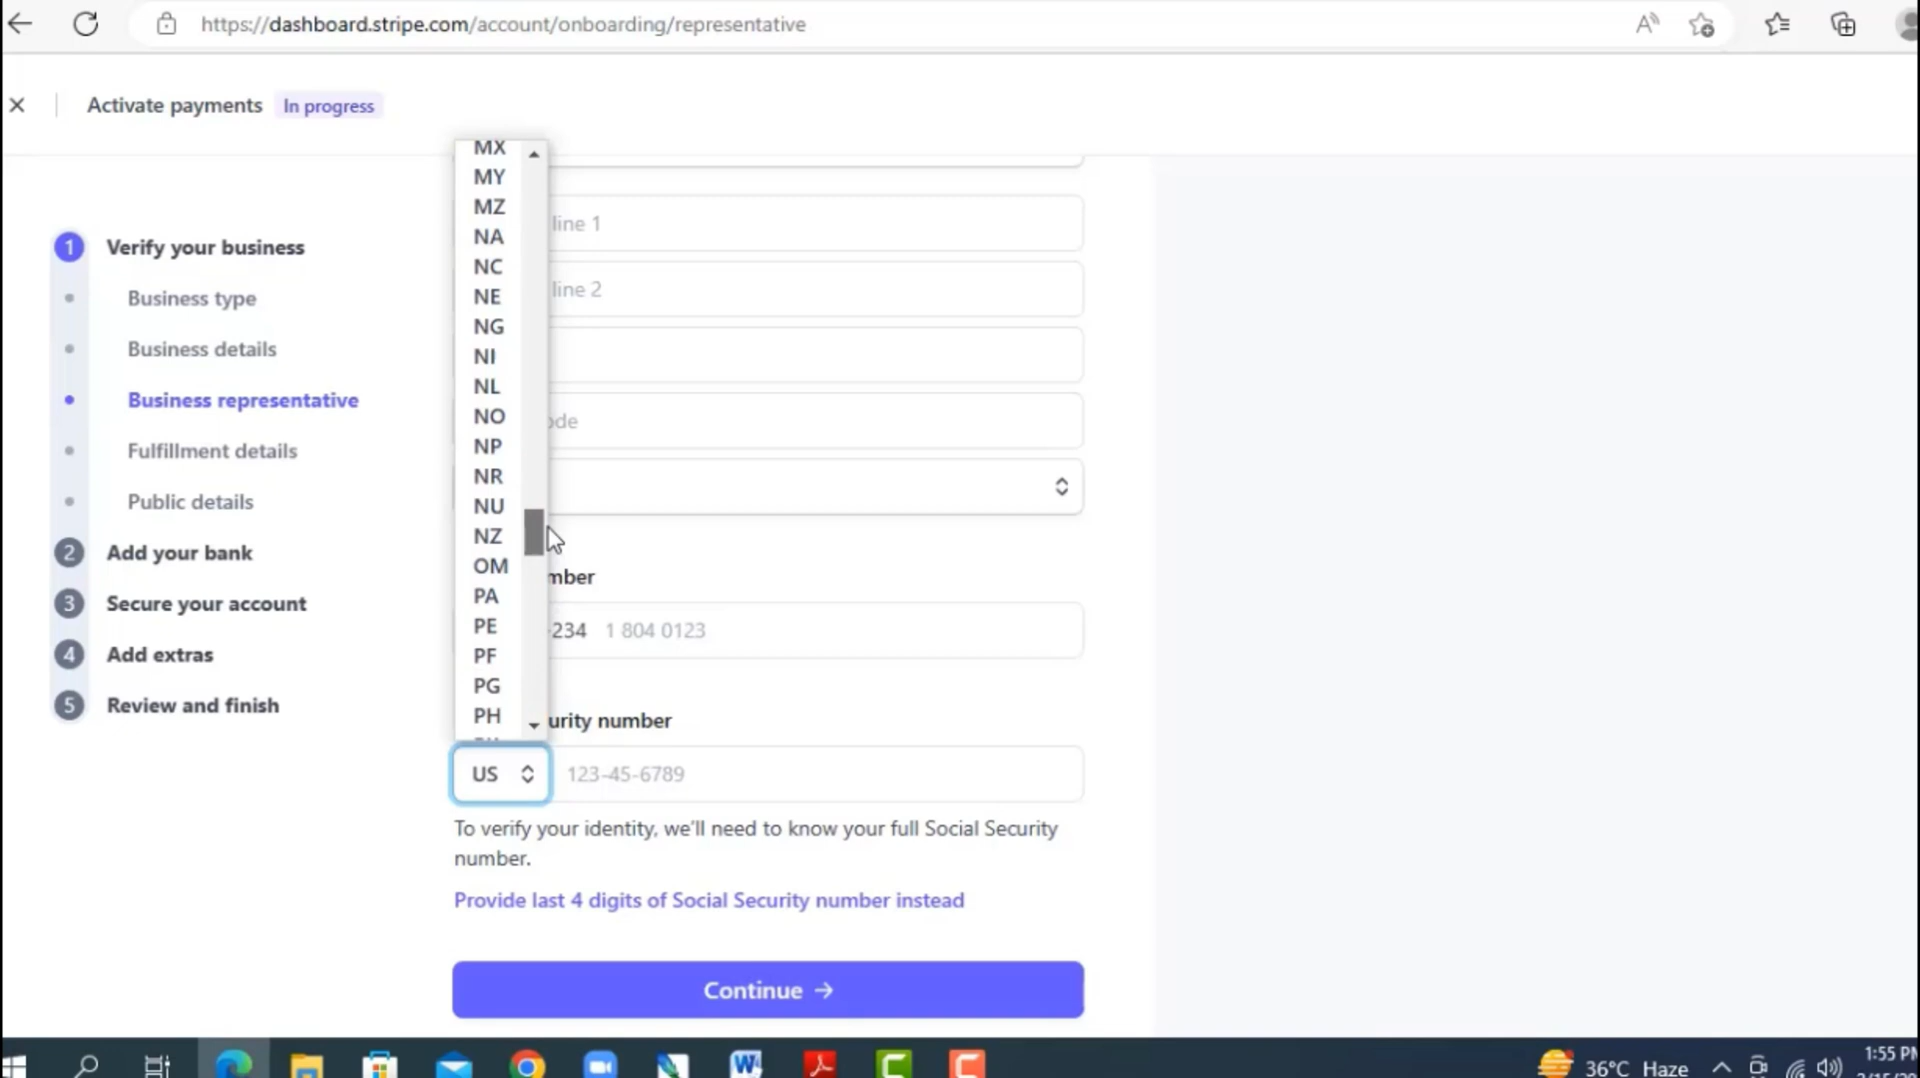 https://dashboard.stripe.com/account/onboarding/representative
Activate payments In progress
1 Verify your business
Business type
Business details
Business representative
Fulfillment details
Public details
2 Add your bank
3 Secure your account
4 Add extras
5 Review and finish
MX
MY
MZ
NA
NC
NE
NG
NI
NL
NO
NP
NR
NU
NZ
OM
PA
PE
PF
PG
PH
line 1
line 2
ode
mber
-234 1 804 0123
urity number
US 123-45-6789
To verify your identity, we'll need to know your full Social Security
number.
Provide last 4 digits of Social Security number instead
Continue →
36°C Haze
1:55 PM